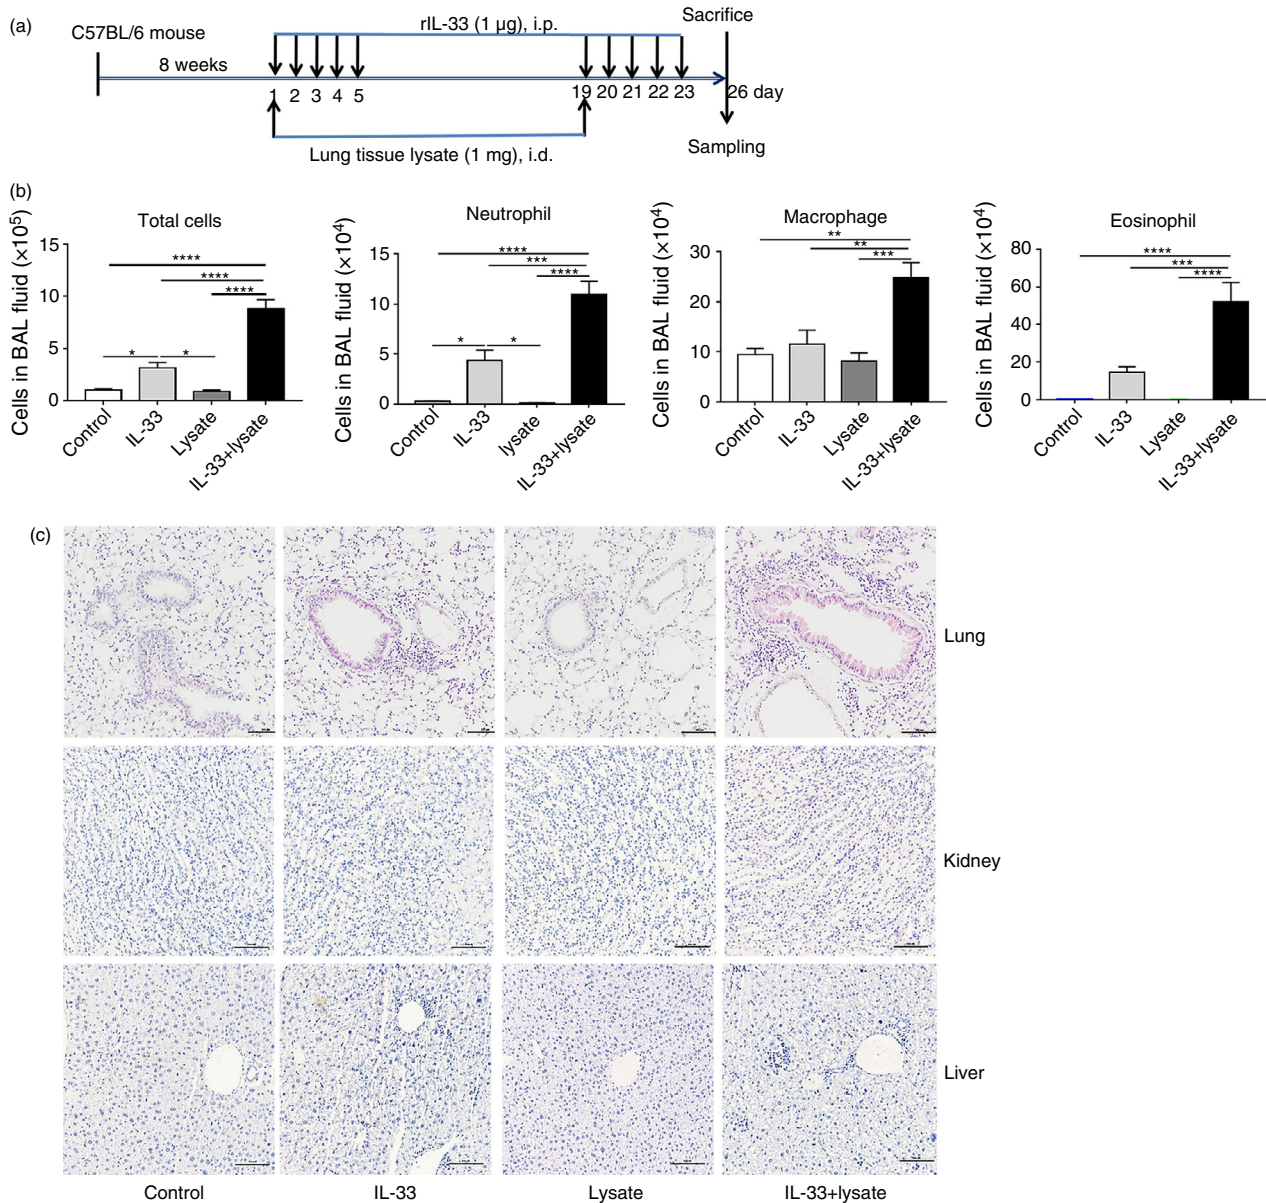 (a)
Sacrifice
rIL-33 (1 µg), i.p.
C57BL/6 mouse
8 weeks
1 2 3 4 5 19 20 21 22 23 26 day
Lung tissue lysate (1 mg), i.d.
Sampling
(b)
Total cells
Cells in BAL fluid (×10⁵)
15
10
5
0
****
****
****
* *
Control IL-33 Lysate IL-33+lysate
Neutrophil
Cells in BAL fluid (×10⁴)
15
10
5
0
****
***
****
* *
Control IL-33 lysate IL-33+lysate
Macrophage
Cells in BAL fluid (×10⁴)
30
20
10
0
**
**
***
Control IL-33 Lysate IL-33+lysate
Eosinophil
Cells in BAL fluid (×10⁴)
80
60
40
20
0
****
***
****
Control IL-33 Lysate IL-33+lysate
(c)
Lung
Kidney
Liver
Control IL-33 Lysate IL-33+lysate